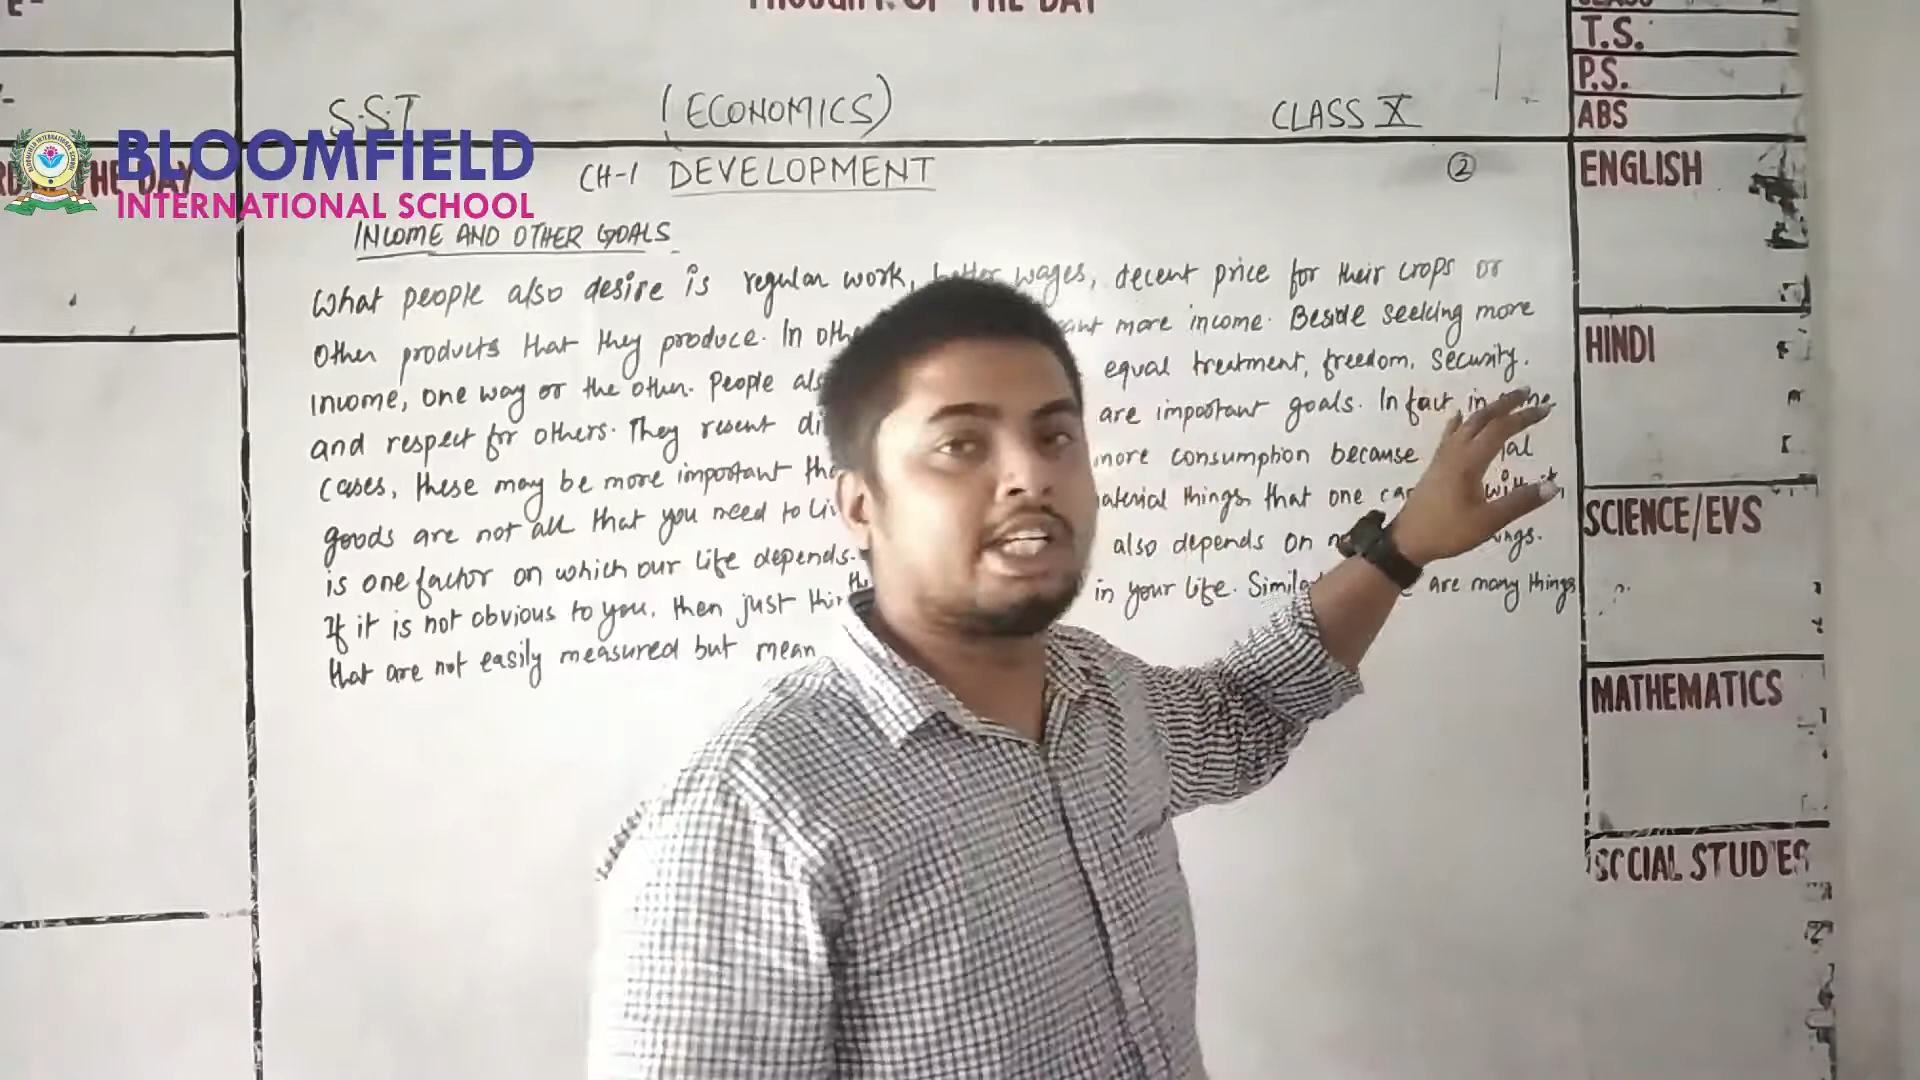 THOUGHT OF THE DAY
T.S.
P.S.
ABS
S.S.T (ECONOMICS) CLASS X
BLOOMFIELD
INTERNATIONAL SCHOOL
THE DAY
CH-1 DEVELOPMENT ②
INCOME AND OTHER GOALS
What people also desire is regular work, better wages, decent price for their crops or
other products that they produce. In more income. Beside seeking more
income, one way or the other. People equal treatment, freedom, security.
and respect for others. They resent are important goals. In fact, in
cases, these may be more important more consumption because
goods are not all that you need to things that one
is one factor on which our life depends. also depends on
If it is not obvious to you, then just in your life. are many things
that are not easily measured but mean
ENGLISH
HINDI
SCIENCE/EVS
MATHEMATICS
SOCIAL STUDIES